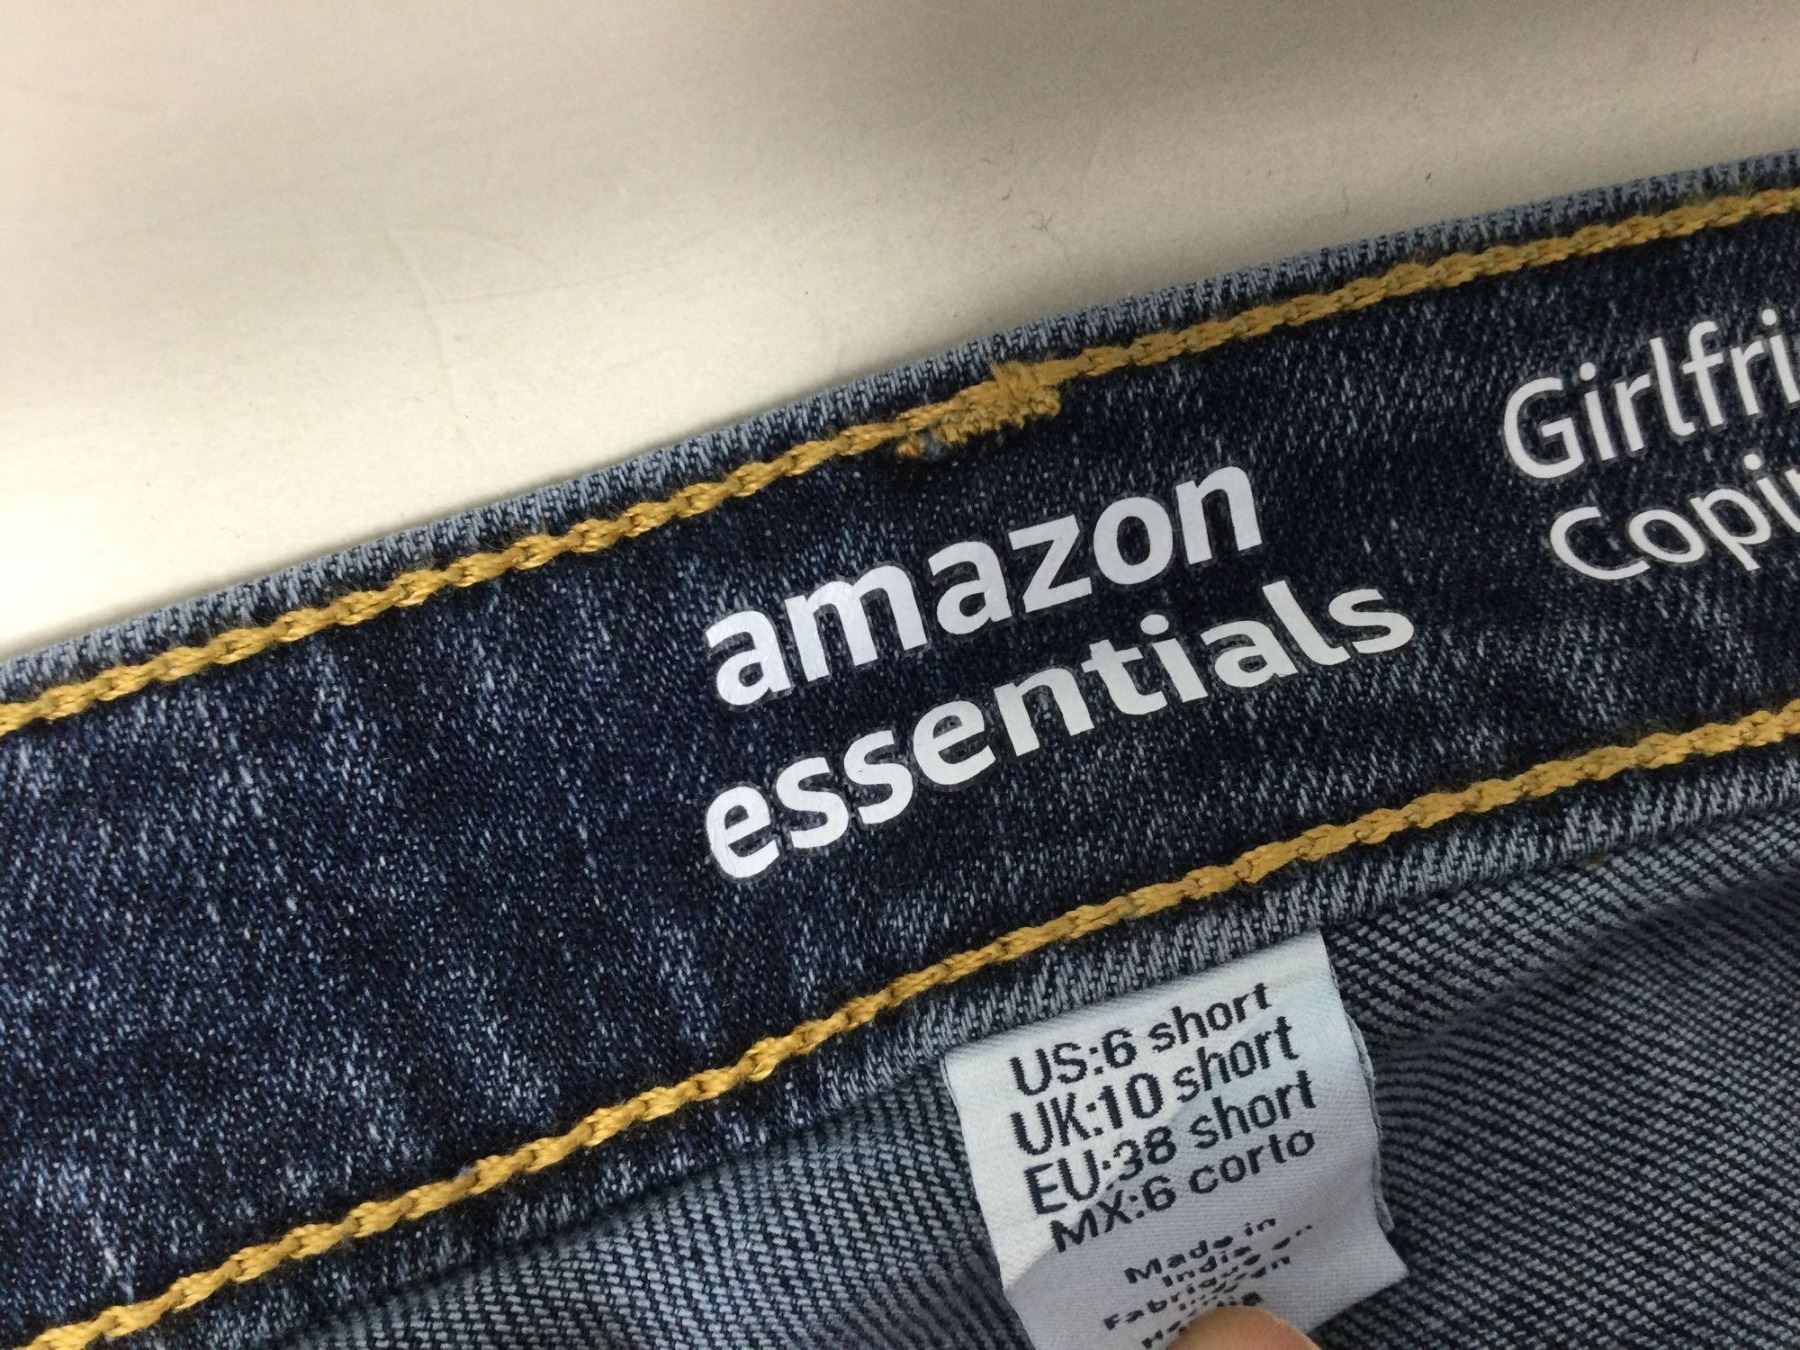 amazon
essentials
Girlfri
Copi
US:6 short
UK:10 short
EU:38 short
MX:6 corto
Made in
India